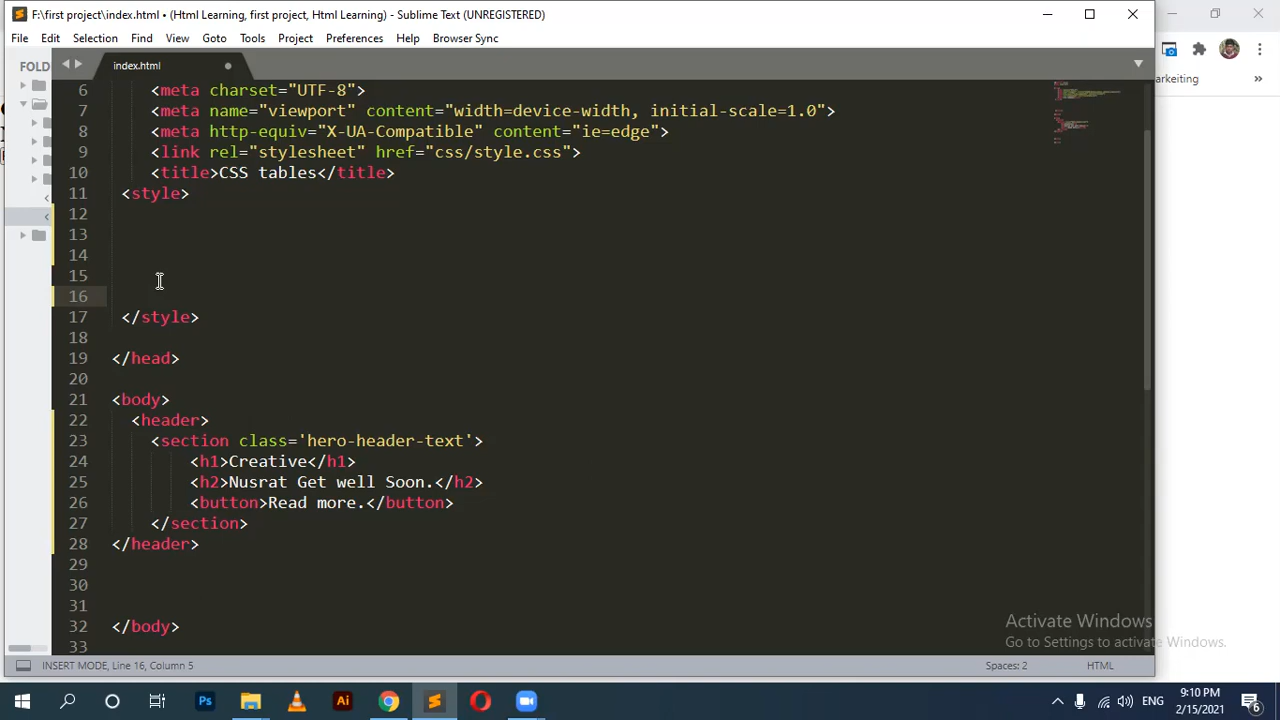 F:\first project\index.html • (Html Learning, first project, Html Learning) - Sublime Text (UNREGISTERED)
File Edit Selection Find View Goto Tools Project Preferences Help Browser Sync
FOLD
index.html
arkeiting
6 <meta charset="UTF-8">
7 <meta name="viewport" content="width=device-width, initial-scale=1.0">
8 <meta http-equiv="X-UA-Compatible" content="ie=edge">
9 <link rel="stylesheet" href="css/style.css">
10 <title>CSS tables</title>
11 <style>
12
13
14
15
16
17 </style>
18
19 </head>
20
21 <body>
22 <header>
23 <section class='hero-header-text'>
24 <h1>Creative</h1>
25 <h2>Nusrat Get well Soon.</h2>
26 <button>Read more.</button>
27 </section>
28 </header>
29
30
31
32 </body>
33
Activate Windows
Go to Settings to activate Windows.
INSERT MODE, Line 16, Column 5 Spaces: 2 HTML
Ps Ai ENG 9:10 PM
2/15/2021 6